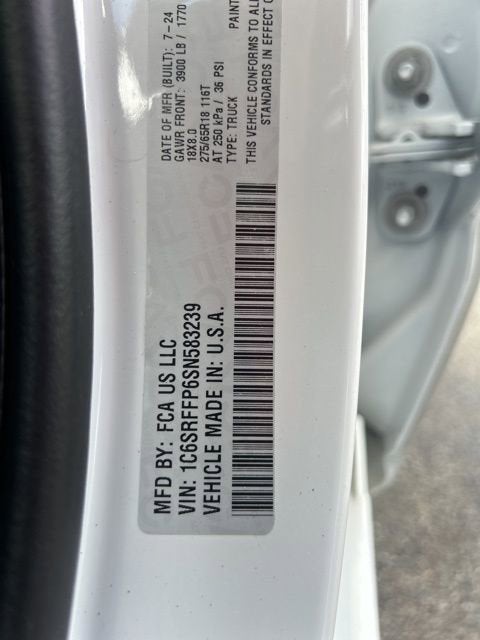 MFD BY: FCA US LLC
VIN: 1C6SRFFP6SN583239
VEHICLE MADE IN: U.S.A.
DATE OF MFR (BUILT): 7-24
GAWR FRONT: 3900 LB / 1770
18X8.0
275/65R18 116T
AT 250 kPa / 36 PSI
TYPE: TRUCK
PAINT
THIS VEHICLE CONFORMS TO ALL
STANDARDS IN EFFECT